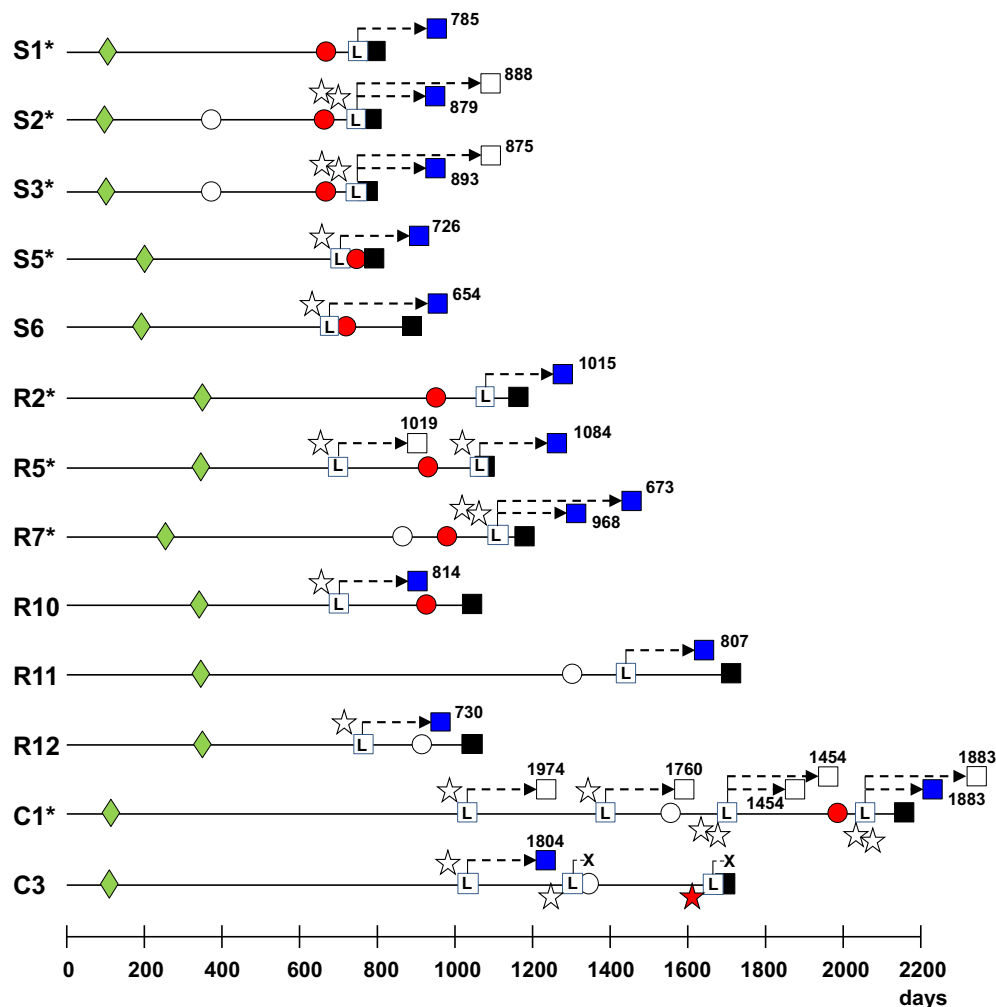 785
S1* L
888
S2* L 879
875
S3* L 893
726
S5* L
654
S6 L
1015
R2* L
1019 1084
R5* L L
673
R7* L 968
814
R10 L
807
R11 L
730
R12 L
1974 1760 1454 1883
C1* L L L 1454 L 1883
1804 X X
C3 L L L
0 200 400 600 800 1000 1200 1400 1600 1800 2000 2200
days